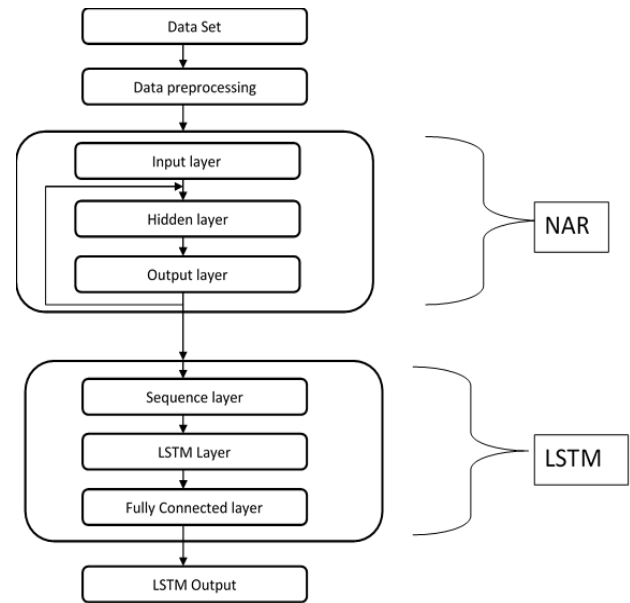 Data Set
Data preprocessing
Input layer
Hidden layer
Output layer
NAR
Sequence layer
LSTM Layer
Fully Connected layer
LSTM
LSTM Output